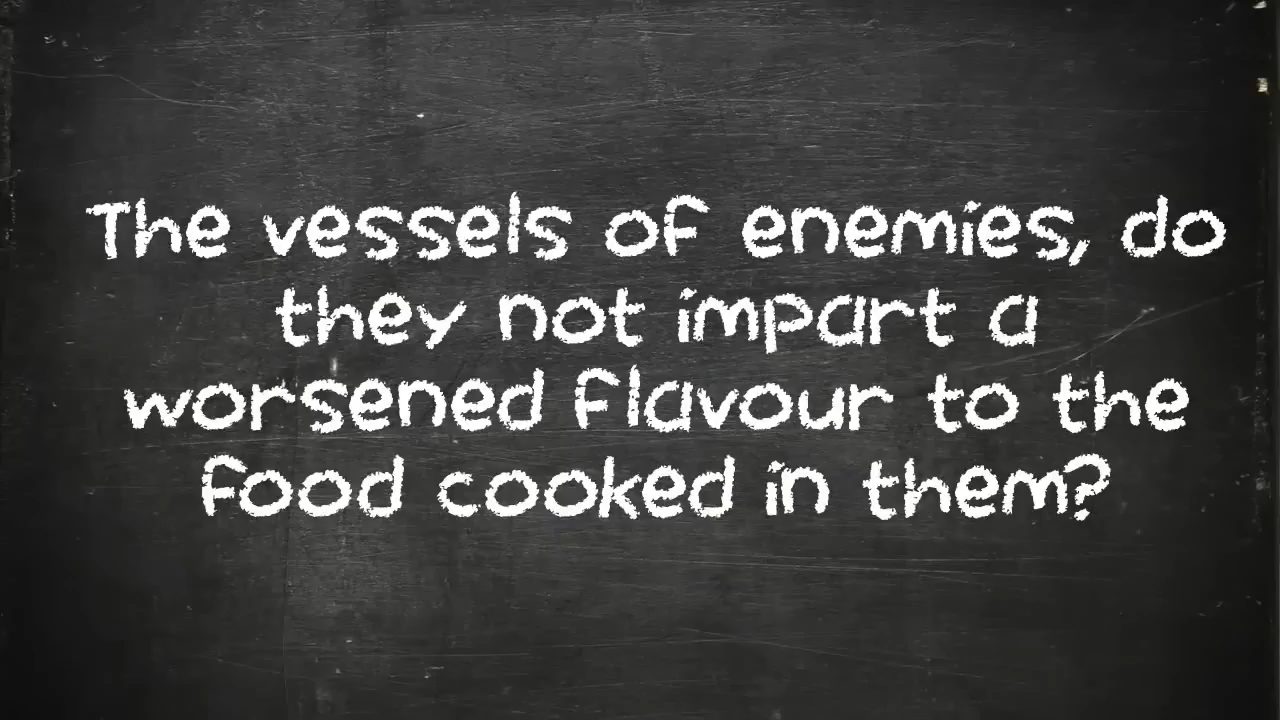 The vessels of enemies, do
they not impart a
worsened flavour to the
food cooked in them?